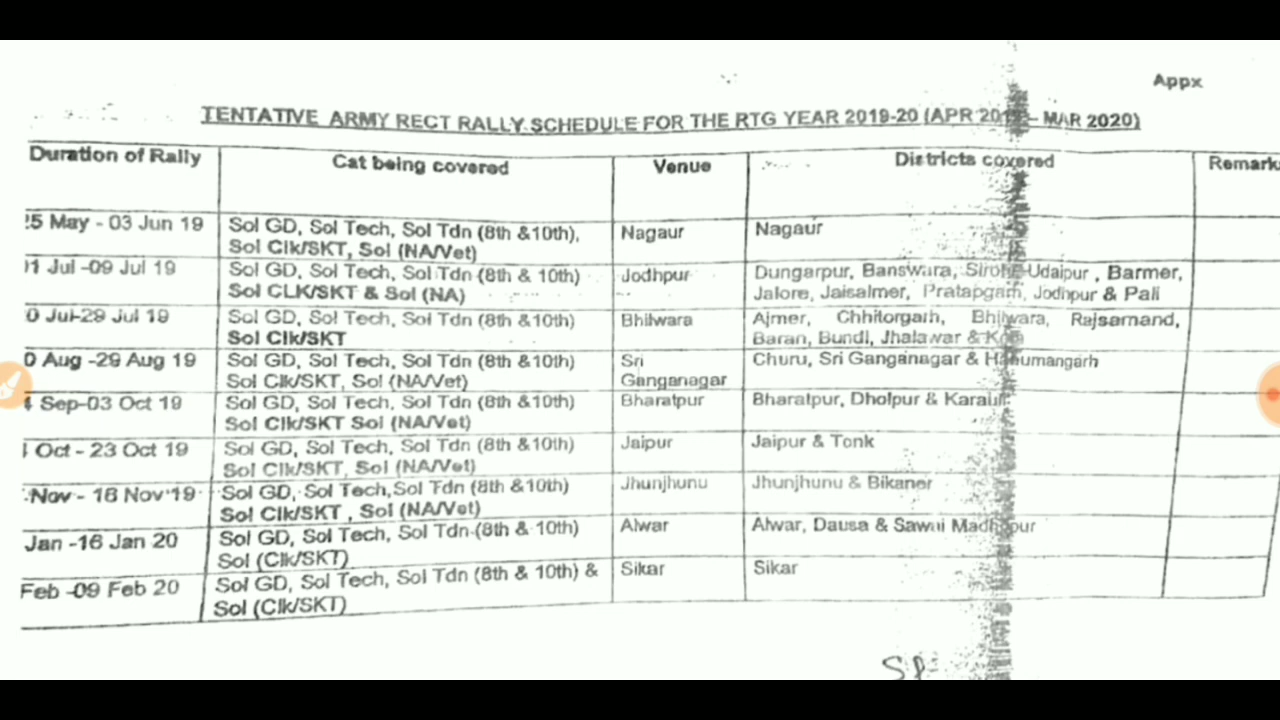 Appx
TENTATIVE ARMY RECT RALLY SCHEDULE FOR THE RTG YEAR 2019-20 (APR 2019 – MAR 2020)
Duration of Rally Cat being covered Venue Districts covered Remark
5 May - 03 Jun 19 Sol GD, Sol Tech, Sol Tdn (8th &10th), Nagaur Nagaur
Sol Clk/SKT, Sol (NA/Vet)
1 Jul -09 Jul 19 Sol GD, Sol Tech, Sol Tdn (8th & 10th) Jodhpur Dungarpur, Banswara, Sirohi Udaipur , Barmer,
Sol CLK/SKT & Sol (NA) Jalore, Jaisalmer, Pratapgarh, Jodhpur & Pali
0 Jul-29 Jul 19 Sol GD, Sol Tech, Sol Tdn (8th & 10th) Bhilwara Ajmer, Chhitorgarh, Bhilwara, Rajsamand,
Sol Clk/SKT Baran, Bundi, Jhalawar &
0 Aug -29 Aug 19 Sol GD, Sol Tech, Sol Tdn (8th & 10th) Sri Churu, Sri Ganganagar & Hanumangarh
Sol Clk/SKT, Sol (NA/Vet) Ganganagar
Sep-03 Oct 19 Sol GD, Sol Tech, Sol Tdn (8th & 10th) Bharatpur Bharatpur, Dholpur & Karauli
Sol Clk/SKT Sol (NA/Vet)
Oct - 23 Oct 19 Sol GD, Sol Tech, Sol Tdn (8th & 10th) Jaipur Jaipur & Tonk
Sol Clk/SKT, Sol (NA/Vet)
Nov - 16 Nov 19 Sol GD, Sol Tech, Sol Tdn (8th &10th) Jhunjhunu Jhunjhunu & Bikaner
Sol Clk/SKT , Sol (NA/Vet)
Jan -16 Jan 20 Sol GD, Sol Tech, Sol Tdn (8th & 10th) Alwar Alwar, Dausa & Sawai Madhopur
Sol (Clk/SKT)
Feb -09 Feb 20 Sol GD, Sol Tech, Sol Tdn (8th & 10th) & Sikar Sikar
Sol (Clk/SKT)